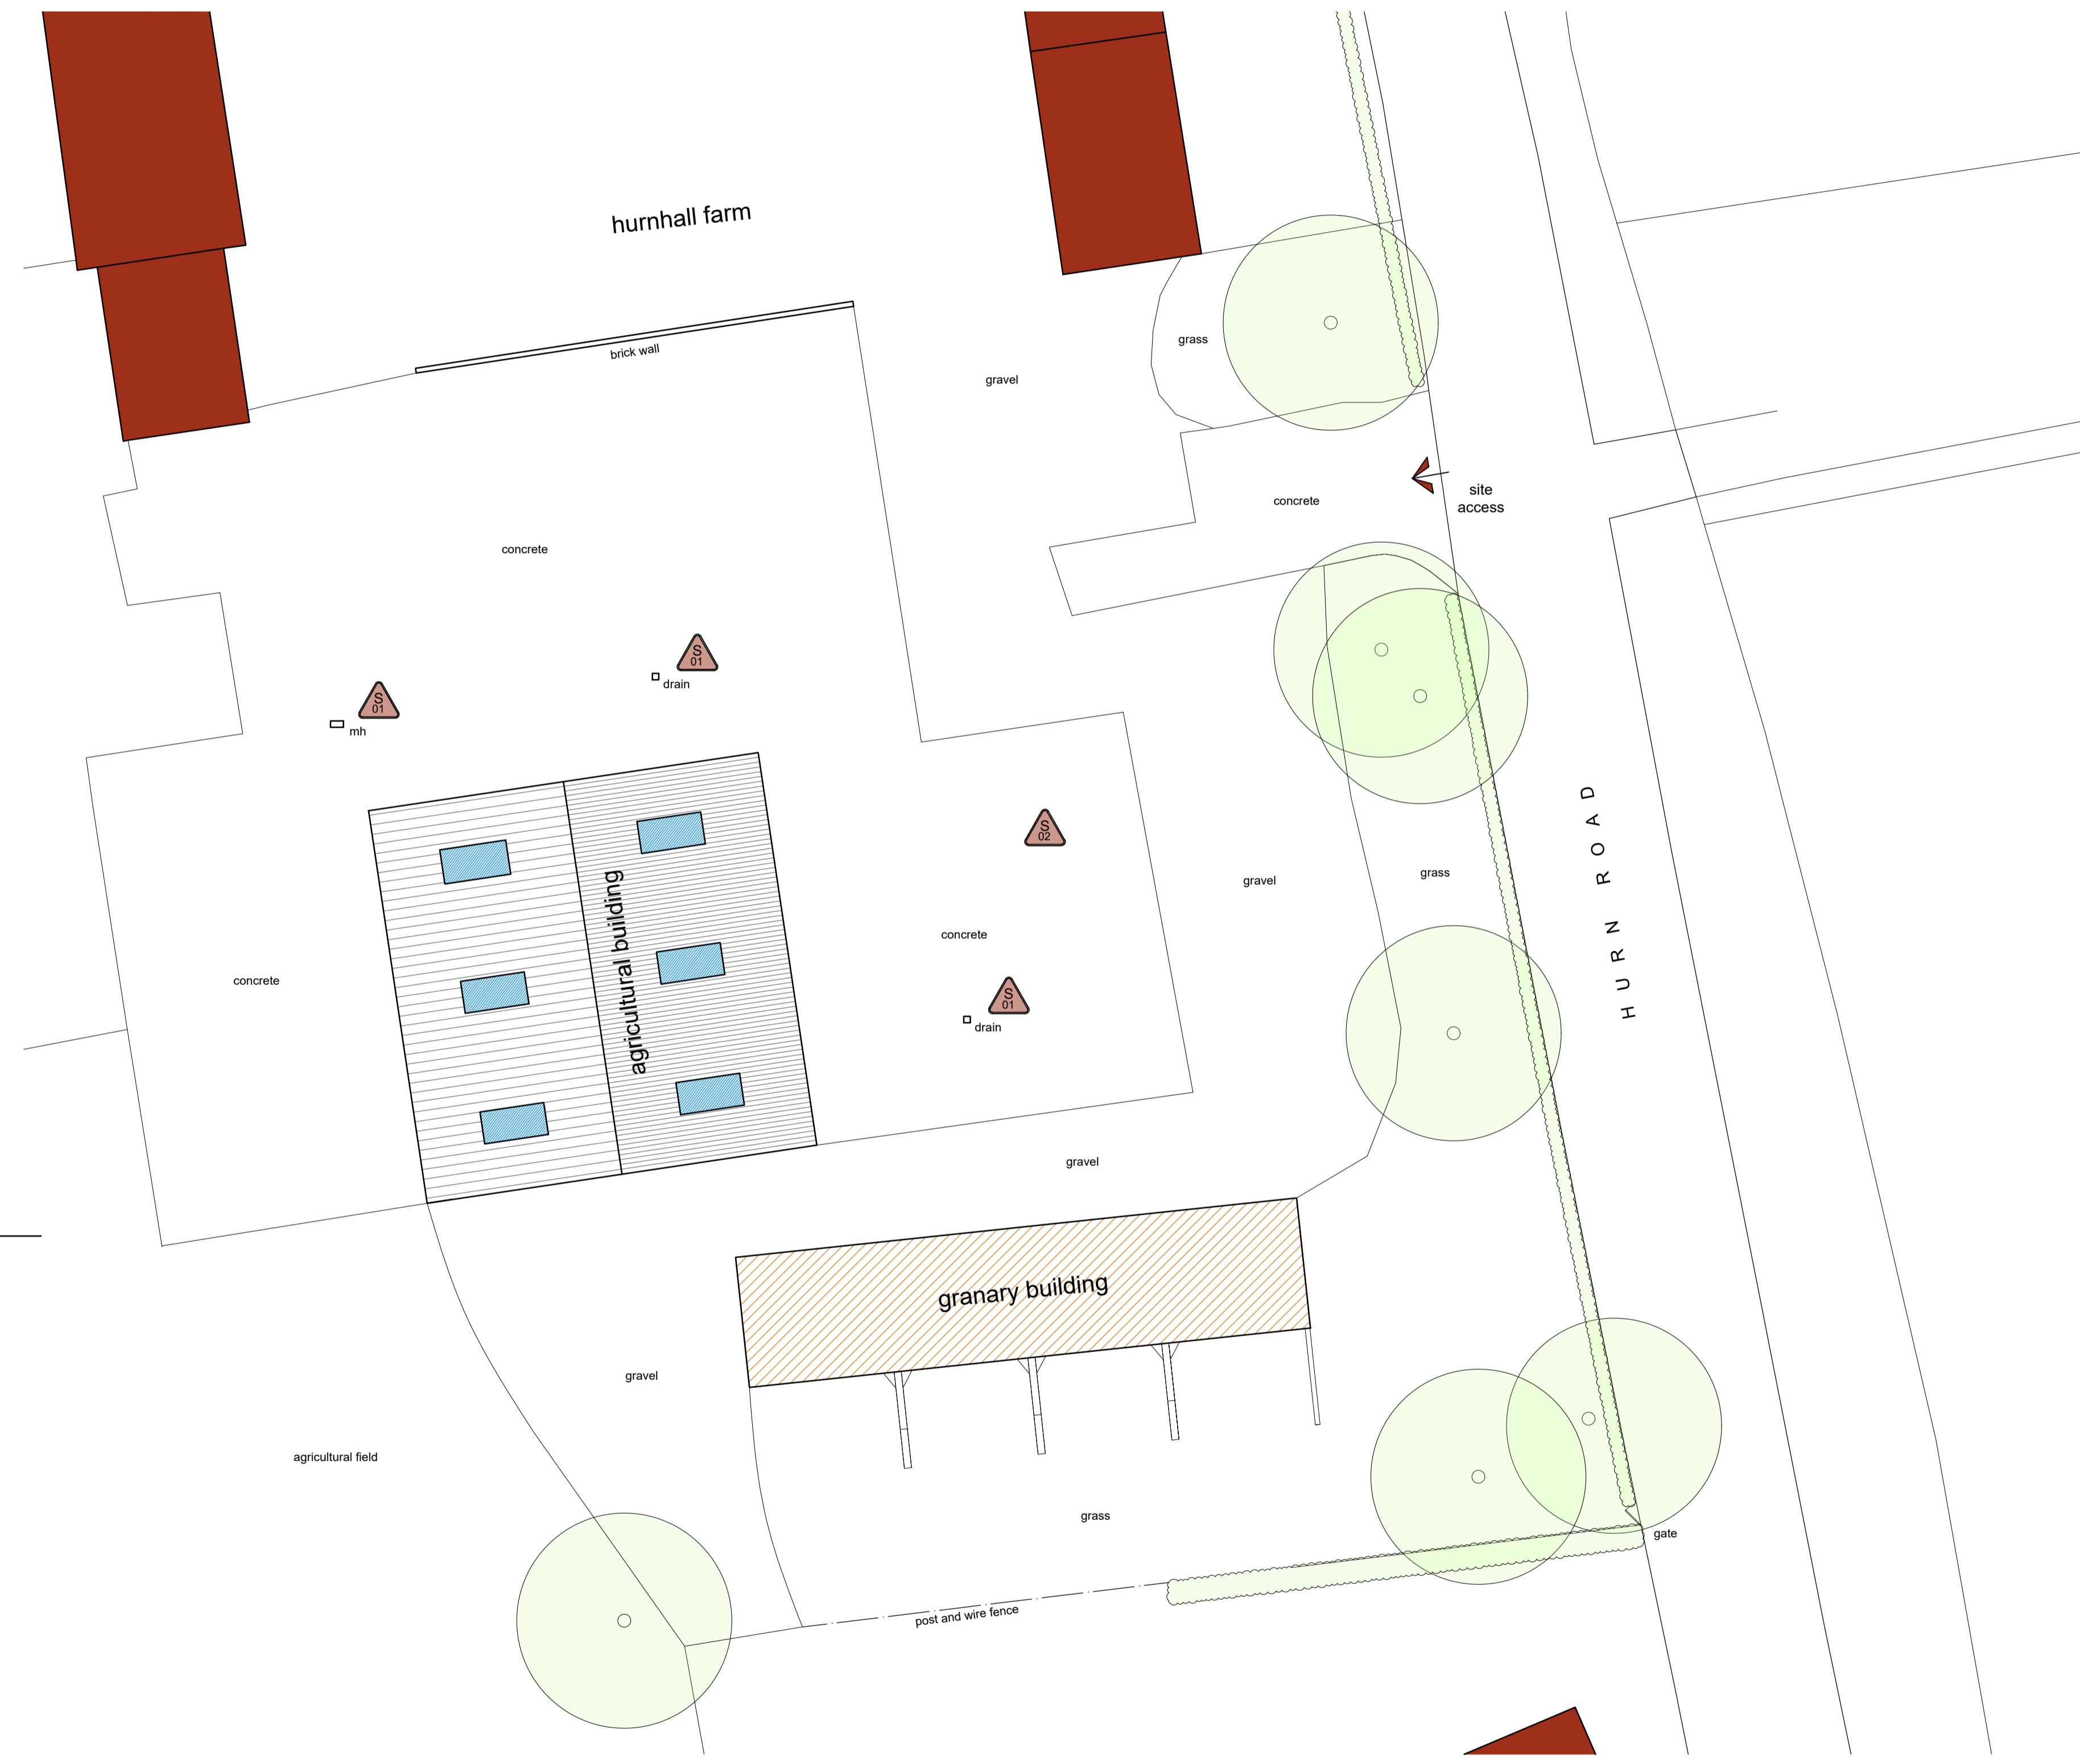 hurnhall farm
brick wall
gravel
grass
concrete
site
access
concrete
S
01
drain
S
01
mh
S
02
agricultural building
gravel
grass
HURN ROAD
concrete
concrete
S
01
drain
gravel
granary building
gravel
agricultural field
grass
gate
post and wire fence